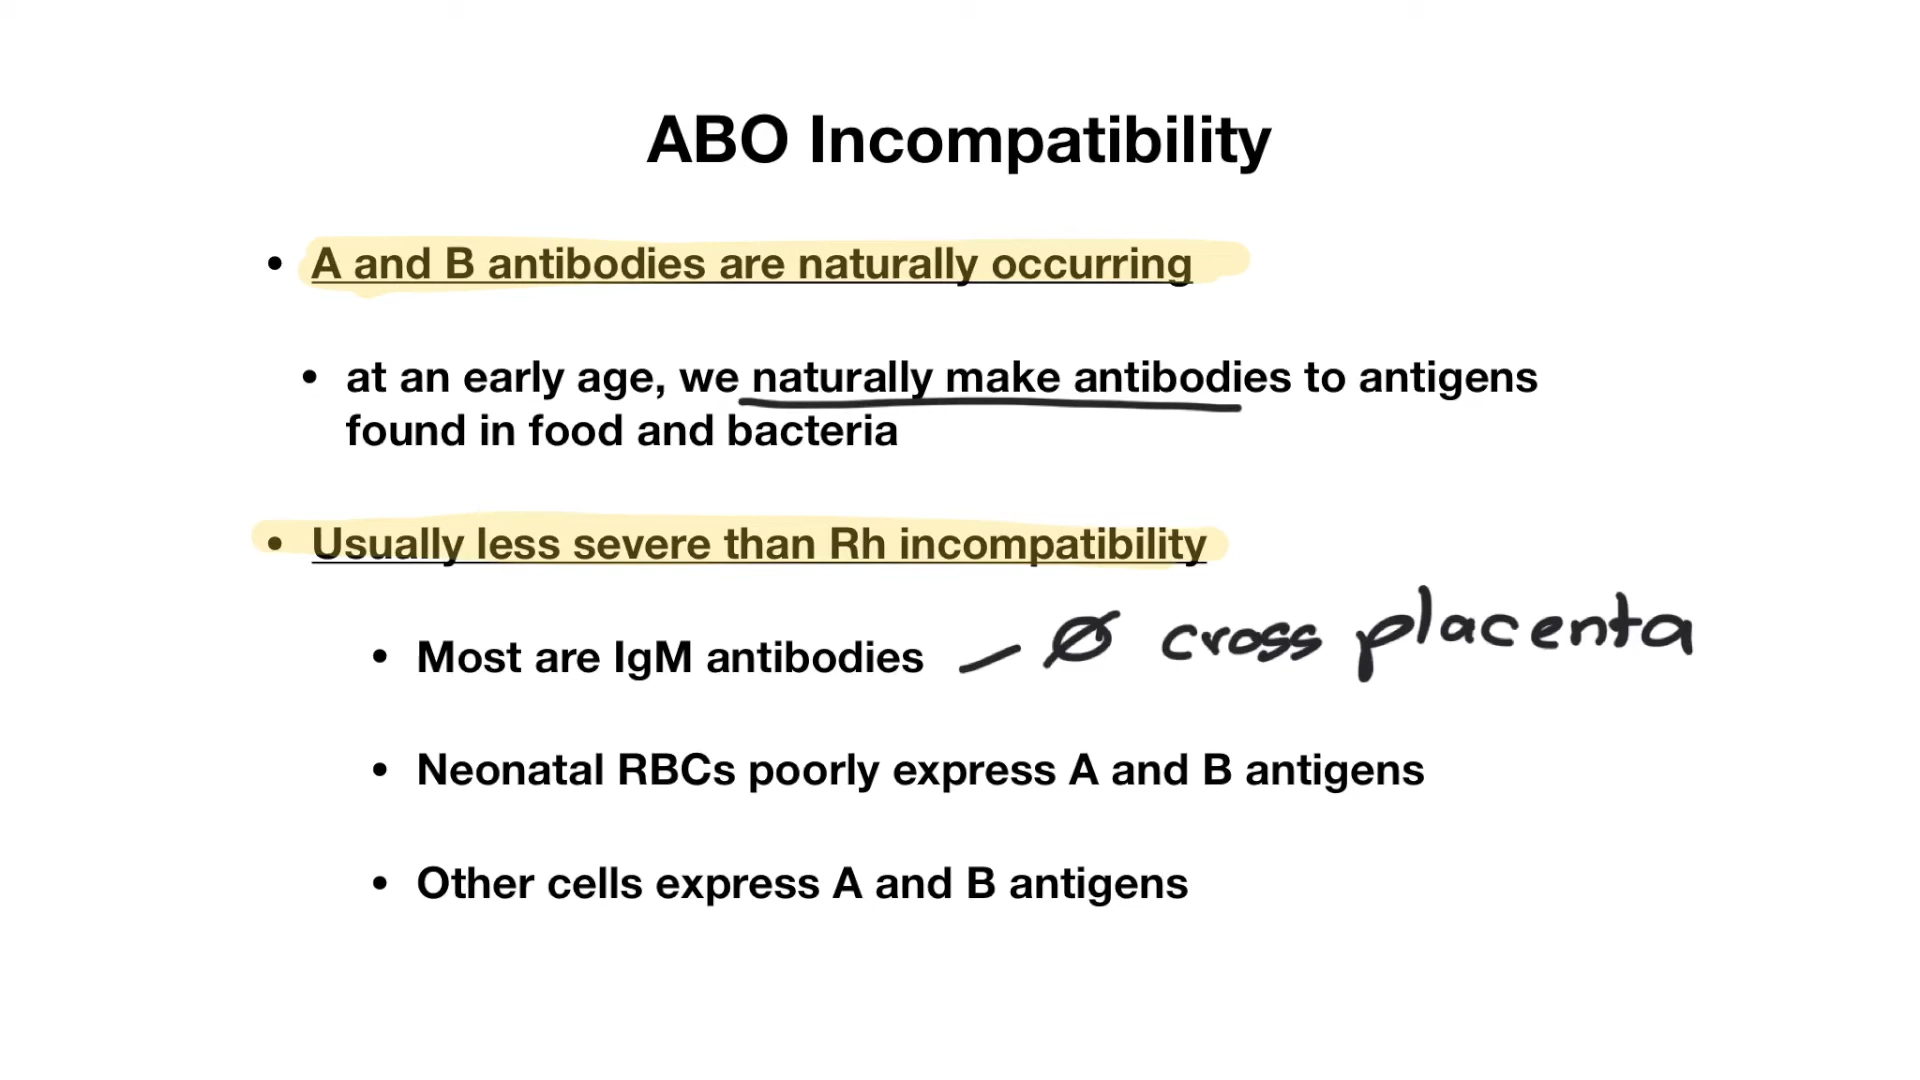 ABO Incompatibility
• A and B antibodies are naturally occurring
• at an early age, we naturally make antibodies to antigens
found in food and bacteria
• Usually less severe than Rh incompatibility
• Most are IgM antibodies — Ø cross placenta
• Neonatal RBCs poorly express A and B antigens
• Other cells express A and B antigens